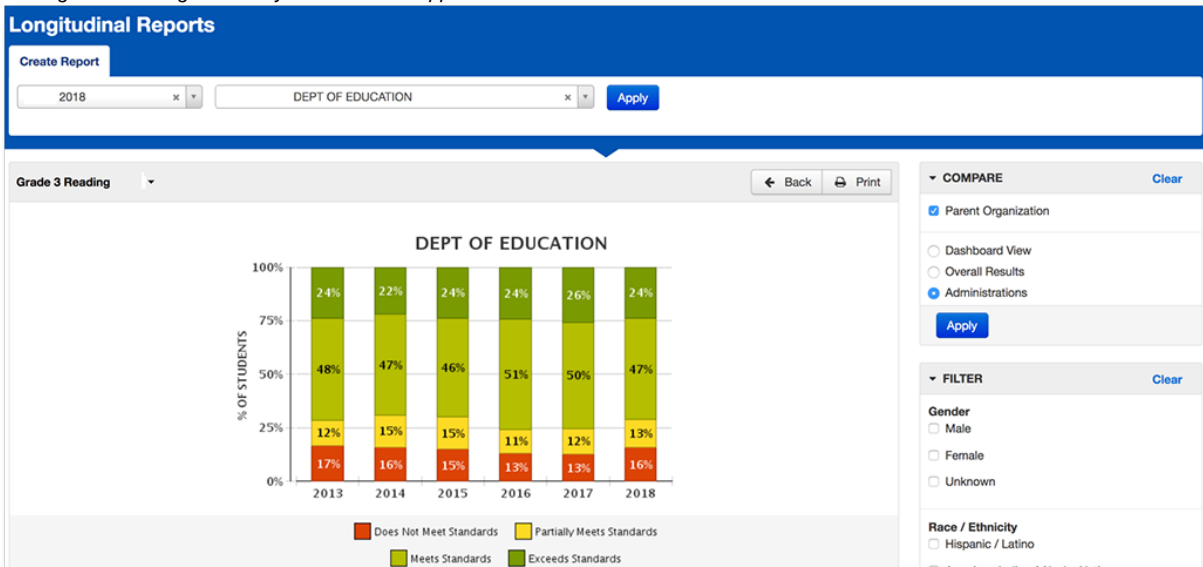 Longitudinal Reports
Create Report
2018 × DEPT OF EDUCATION × Apply
Grade 3 Reading Back Print
DEPT OF EDUCATION
100%
75%
50%
25%
0%
% OF STUDENTS
24% 22% 24% 24% 26% 24%
48% 47% 46% 51% 50% 47%
12% 15% 15% 11% 12% 13%
17% 16% 15% 13% 13% 16%
2013 2014 2015 2016 2017 2018
Does Not Meet Standards Partially Meets Standards
Meets Standards Exceeds Standards
COMPARE Clear
Parent Organization
Dashboard View
Overall Results
Administrations
Apply
FILTER Clear
Gender
Male
Female
Unknown
Race / Ethnicity
Hispanic / Latino